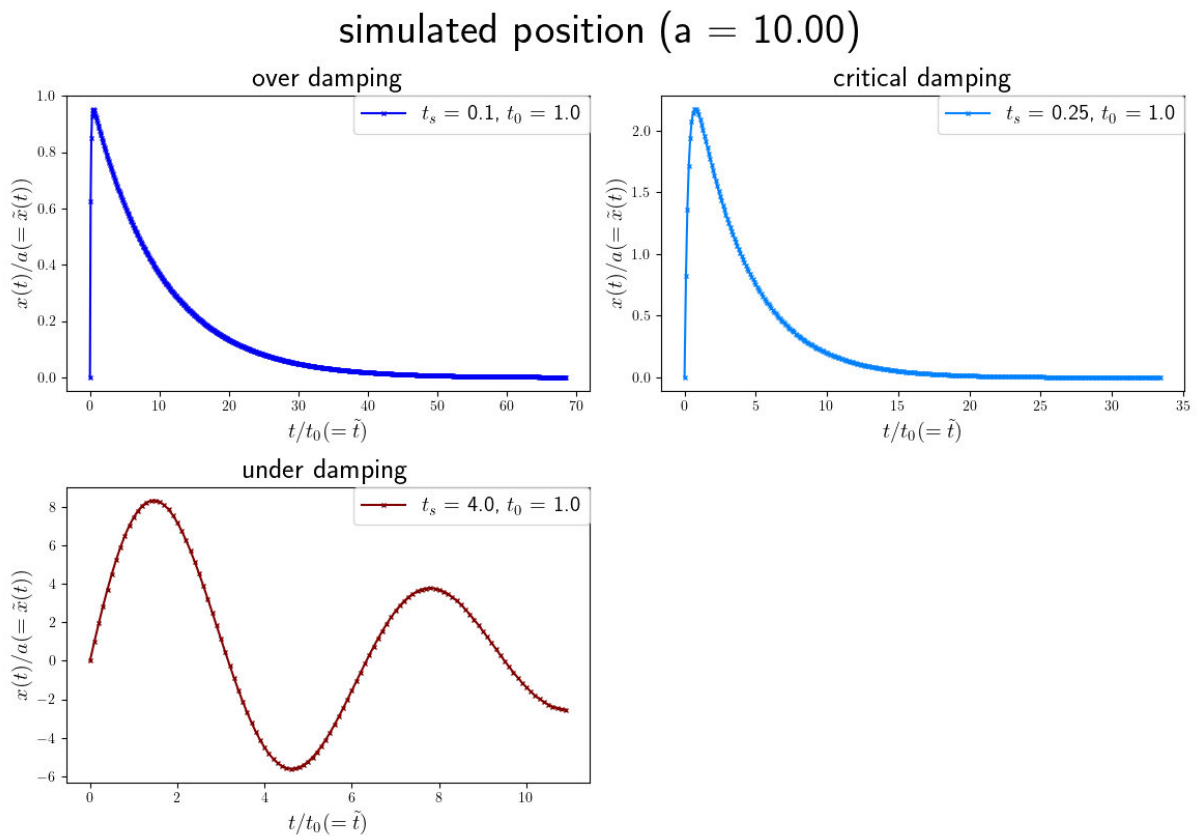 simulated position (a = 10.00)
over damping
t_s = 0.1, t_0 = 1.0
x(t)/a(= x̃(t))
1.0
0.8
0.6
0.4
0.2
0.0
0 10 20 30 40 50 60 70
t/t_0(= t̃)
critical damping
t_s = 0.25, t_0 = 1.0
x(t)/a(= x̃(t))
2.0
1.5
1.0
0.5
0.0
0 5 10 15 20 25 30 35
t/t_0(= t̃)
under damping
t_s = 4.0, t_0 = 1.0
x(t)/a(= x̃(t))
8
6
4
2
0
−2
−4
−6
0 2 4 6 8 10
t/t_0(= t̃)